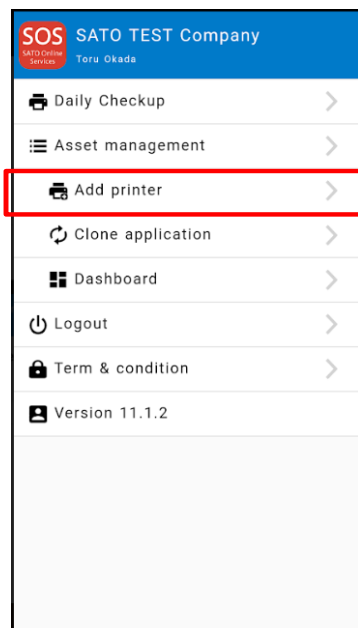 SOS
SATO Online
Services
SATO TEST Company
Toru Okada
Daily Checkup
Asset management
Add printer
Clone application
Dashboard
Logout
Term & condition
Version 11.1.2